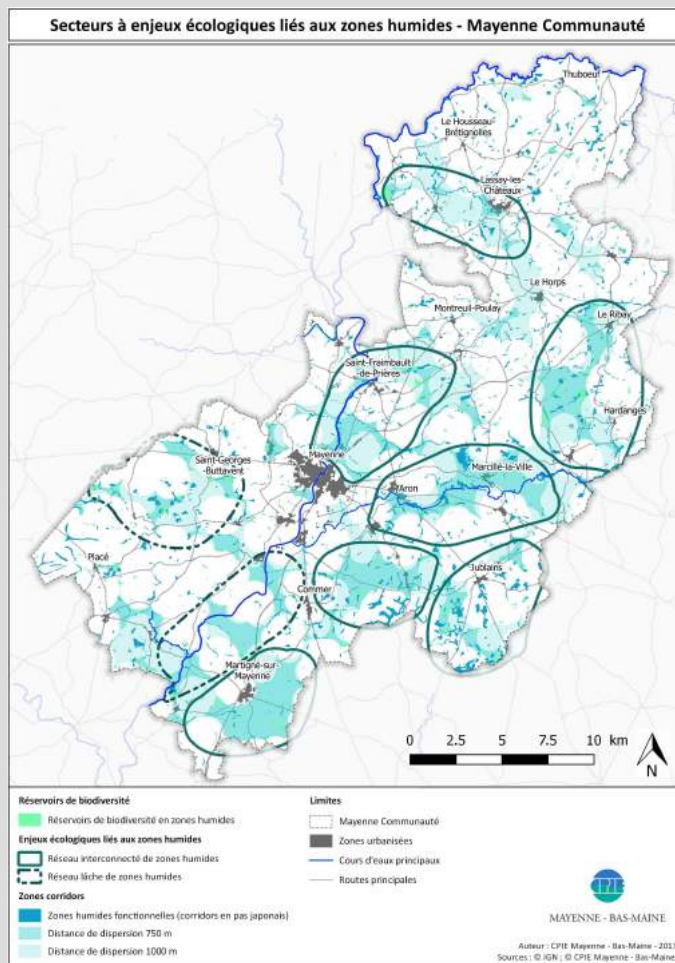 Secteurs à enjeux écologiques liés aux zones humides - Mayenne Communauté
Thuboeuf
Le Housseau-
Brétignolles
Lassay-les-
Châteaux
Le Horps
Montreuil-Poulay
Le Ribay
Saint-Fraimbault
-de-Prières
Hardanges
Saint-Georges-
Buttavent
Mayenne
Marcillé-la-Ville
Aron
Placé
Jublains
Commer
Martigné-sur-
Mayenne
0 2.5 5 7.5 10 km
N
Réservoirs de biodiversité
Réservoirs de biodiversité en zones humides
Enjeux écologiques liés aux zones humides
Réseau interconnecté de zones humides
Réseau lâche de zones humides
Zones corridors
Zones humides fonctionnelles (corridors en pas japonais)
Distance de dispersion 750 m
Distance de dispersion 1000 m
Limites
Mayenne Communauté
Zones urbanisées
Cours d'eaux principaux
Routes principales
CPIE
MAYENNE - BAS-MAINE
Auteur : CPIE Mayenne - Bas-Maine -
Sources : © IGN ; © CPIE Mayenne - Bas-Maine